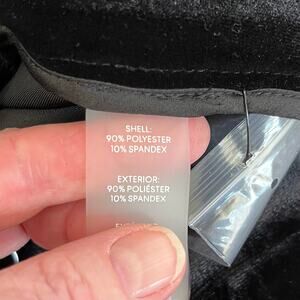 SHELL:
90% POLYESTER
10% SPANDEX
EXTERIOR:
90% POLIÉSTER
10% SPANDEX